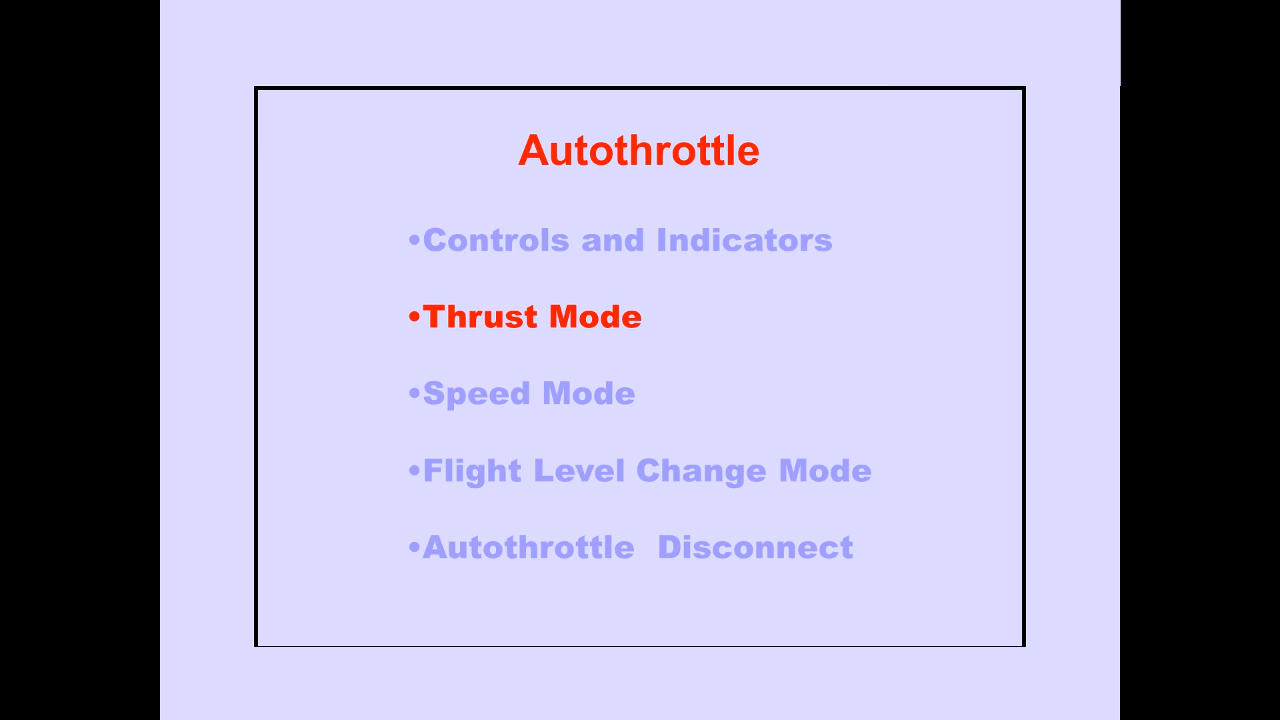 Autothrottle
•Controls and Indicators
•Thrust Mode
•Speed Mode
•Flight Level Change Mode
•Autothrottle  Disconnect